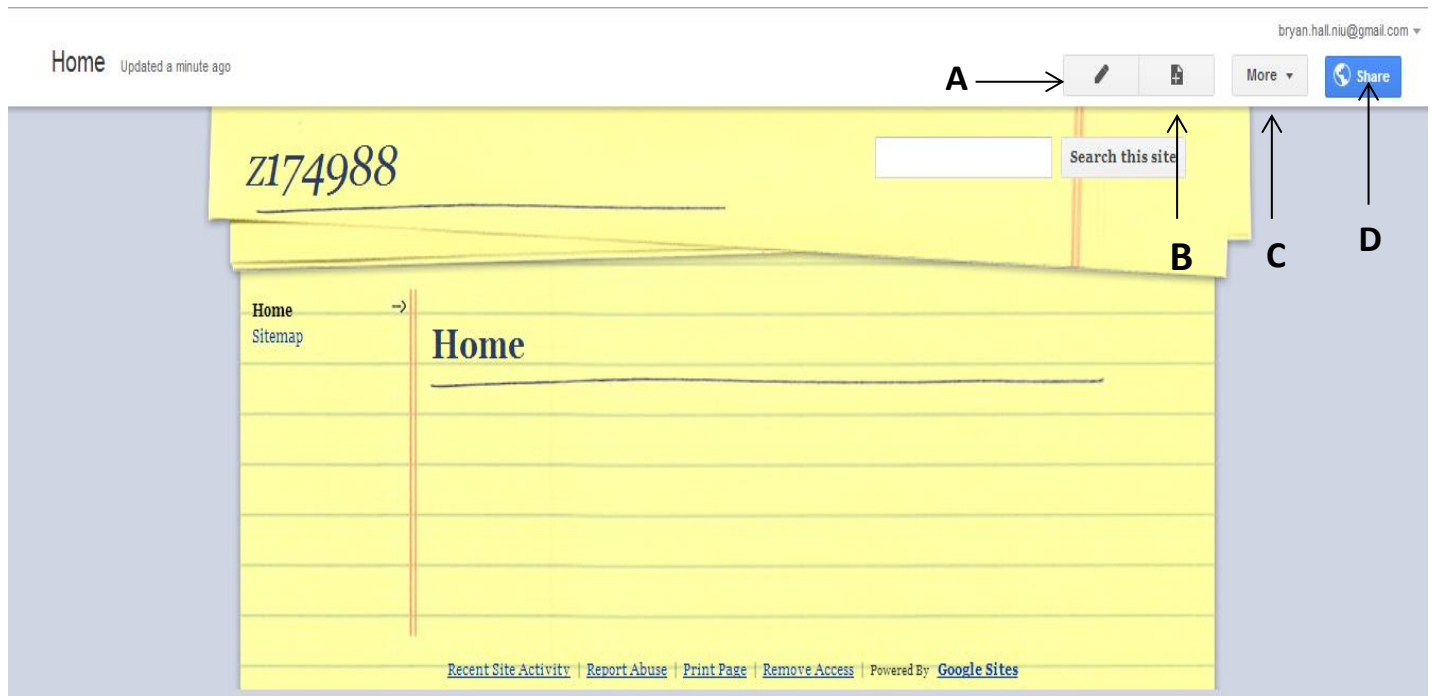 bryan.hall.niu@gmail.com
Home Updated a minute ago
A
More
Share
z174988
Search this site
B
C
D
Home
Sitemap
Home
Recent Site Activity | Report Abuse | Print Page | Remove Access | Powered By Google Sites